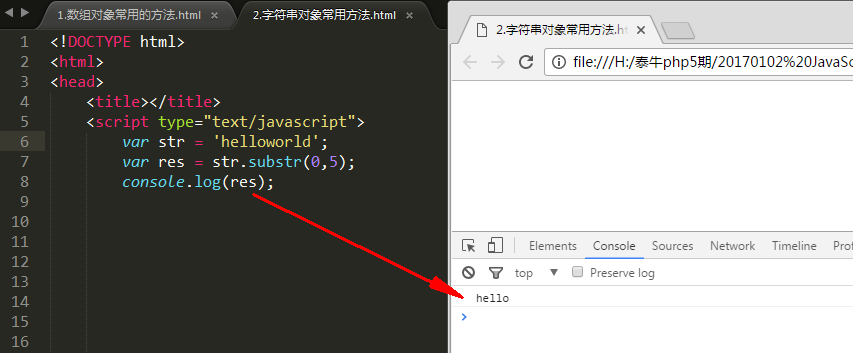 1.数组对象常用的方法.html ×
2.字符串对象常用方法.html ×
1 <!DOCTYPE html>
2 <html>
3 <head>
4 <title></title>
5 <script type="text/javascript">
6 var str = 'helloworld';
7 var res = str.substr(0,5);
8 console.log(res);
9
10
11
12
13
14
15
16
2.字符串对象常用方法.ht ×
file:///H:/泰牛php5期/20170102%20JavaSc
Elements Console Sources Network Timeline Profi
top ▼ Preserve log
hello
>